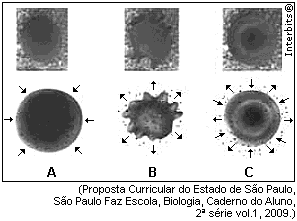 Interbits®
A B C
(Proposta Curricular do Estado de São Paulo,
São Paulo Faz Escola, Biologia, Caderno do Aluno,
2ª série vol.1, 2009.)